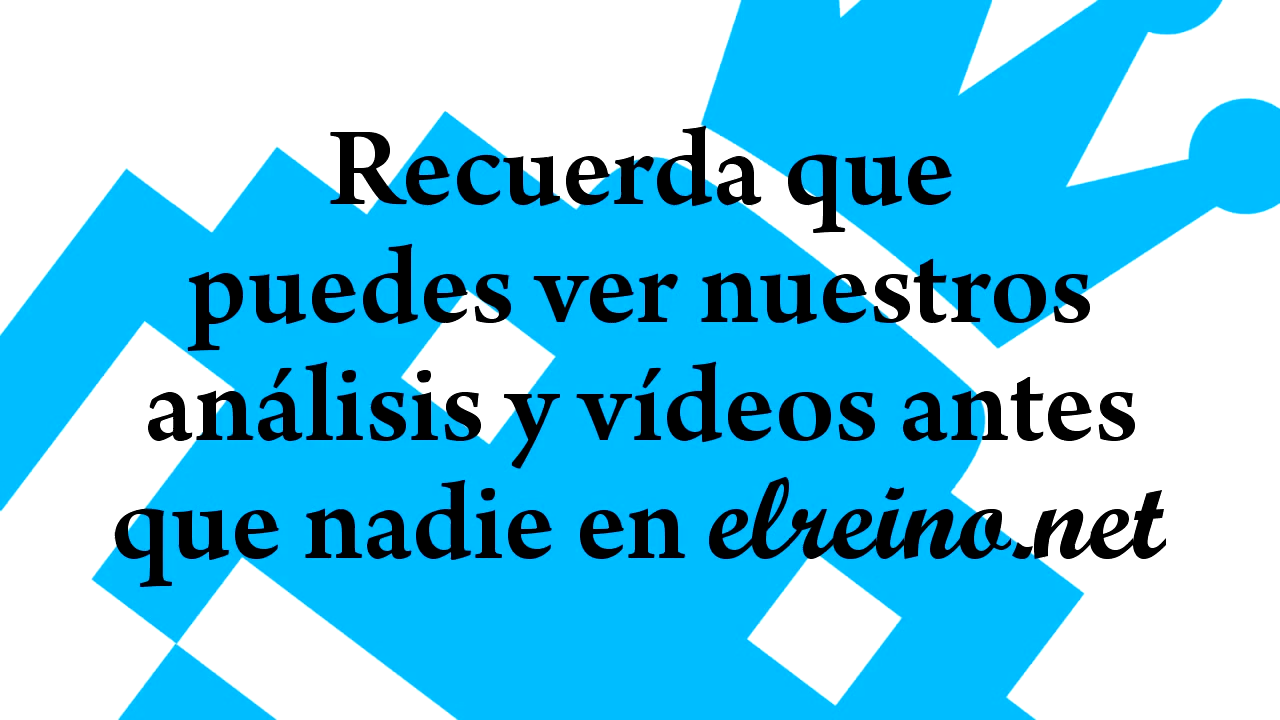 Recuerda que
puedes ver nuestros
análisis y vídeos antes
que nadie en elreino.net